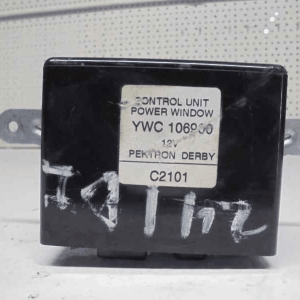 CONTROL UNIT
POWER WINDOW
YWC 106900
12V
PEKTRON DERBY
C2101